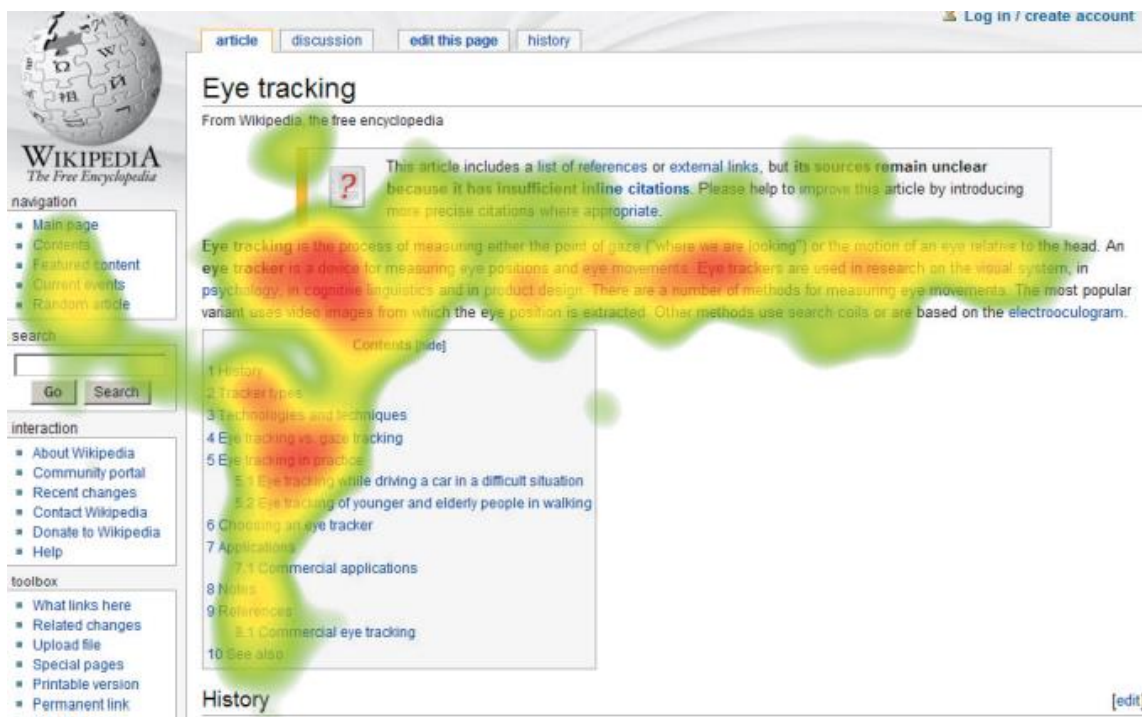 Log in / create account
article discussion edit this page history
Eye tracking
From Wikipedia, the free encyclopedia
WIKIPEDIA
The Free Encyclopedia
This article includes a list of references or external links, but its sources remain unclear
because it has insufficient inline citations. Please help to improve this article by introducing
more precise citations where appropriate.
navigation
Main page
Contents
Featured content
Current events
Random article
Eye tracking is the process of measuring either the point of gaze ("where we are looking") or the motion of an eye relative to the head. An
eye tracker is a device for measuring eye positions and eye movements. Eye trackers are used in research on the visual system, in
psychology, in cognitive linguistics and in product design. There are a number of methods for measuring eye movements. The most popular
variant uses video images from which the eye position is extracted. Other methods use search coils or are based on the electrooculogram.
search
Go Search
interaction
About Wikipedia
Community portal
Recent changes
Contact Wikipedia
Donate to Wikipedia
Help
toolbox
What links here
Related changes
Upload file
Special pages
Printable version
Permanent link
Contents [hide]
1 History
2 Tracker types
3 Technologies and techniques
4 Eye tracking vs. gaze tracking
5 Eye tracking in practice
5.1 Eye tracking while driving a car in a difficult situation
5.2 Eye tracking of younger and elderly people in walking
6 Choosing an eye tracker
7 Applications
7.1 Commercial applications
8 Notes
9 References
9.1 Commercial eye tracking
10 See also
History [edit]